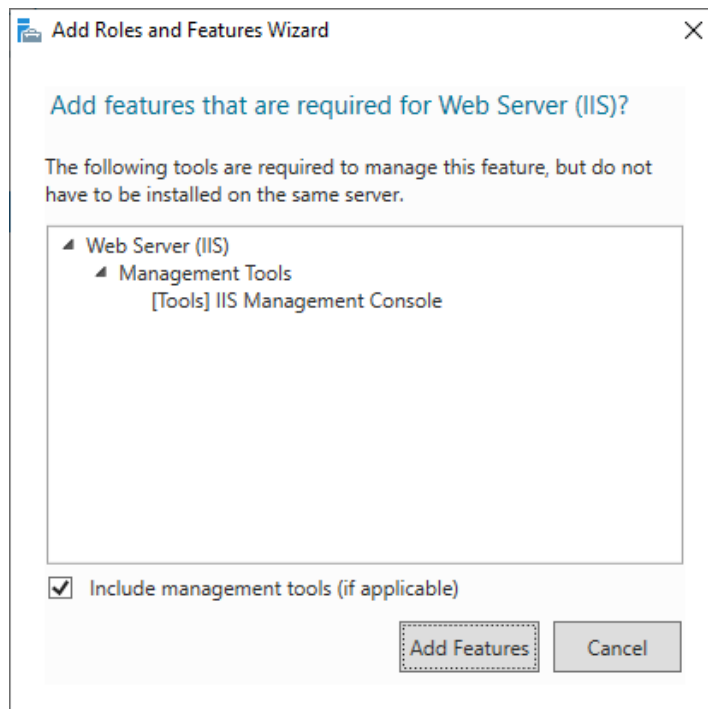 Add Roles and Features Wizard
Add features that are required for Web Server (IIS)?
The following tools are required to manage this feature, but do not
have to be installed on the same server.
Web Server (IIS)
Management Tools
[Tools] IIS Management Console
Include management tools (if applicable)
Add Features
Cancel